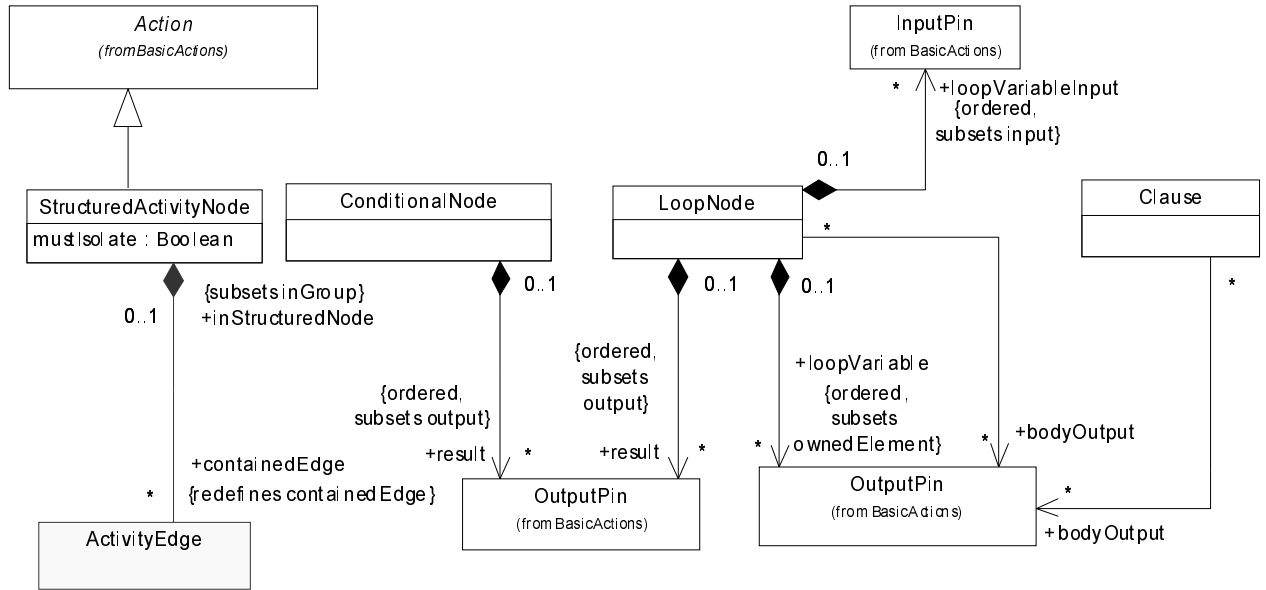 Action
(fromBasicActions)
InputPin
(from BasicActions)
*
+loopVariableInput
{ordered,
subsets input}
0..1
StructuredActivityNode
mustIsolate : Boolean
ConditionalNode
LoopNode
Clause
*
0..1
{subsets inGroup}
+inStructuredNode
0..1
0..1
0..1
*
{ordered,
subsets output}
+result
*
{ordered,
subsets
output}
+result
*
+loopVariable
{ordered,
subsets
ownedElement}
*
*
+bodyOutput
+containedEdge
*
{redefines containedEdge}
ActivityEdge
OutputPin
(from BasicActions)
OutputPin
(from BasicActions)
*
+bodyOutput